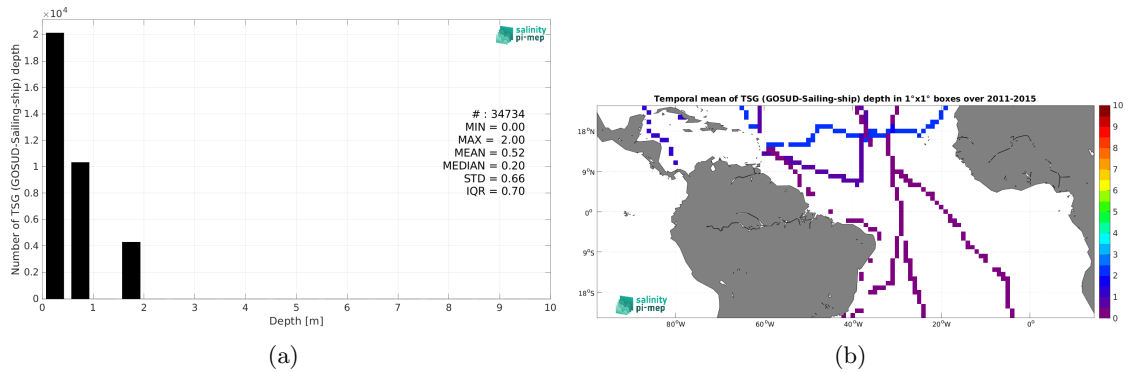 ×10⁴
2
1.8
1.6
1.4
1.2
1
0.8
0.6
0.4
0.2
0
Number of TSG (GOSUD-Sailing-ship) depth
salinity
pi-mep
# : 34734
MIN = 0.00
MAX = 2.00
MEAN = 0.52
MEDIAN = 0.20
STD = 0.66
IQR = 0.70
0 1 2 3 4 5 6 7 8 9 10
Depth [m]
(a)
Temporal mean of TSG (GOSUD-Sailing-ship) depth in 1°x1° boxes over 2011-2015
18°N
9°N
0°
9°S
18°S
salinity
pi-mep
80°W 60°W 40°W 20°W 0°
10
9
8
7
6
5
4
3
2
1
0
(b)